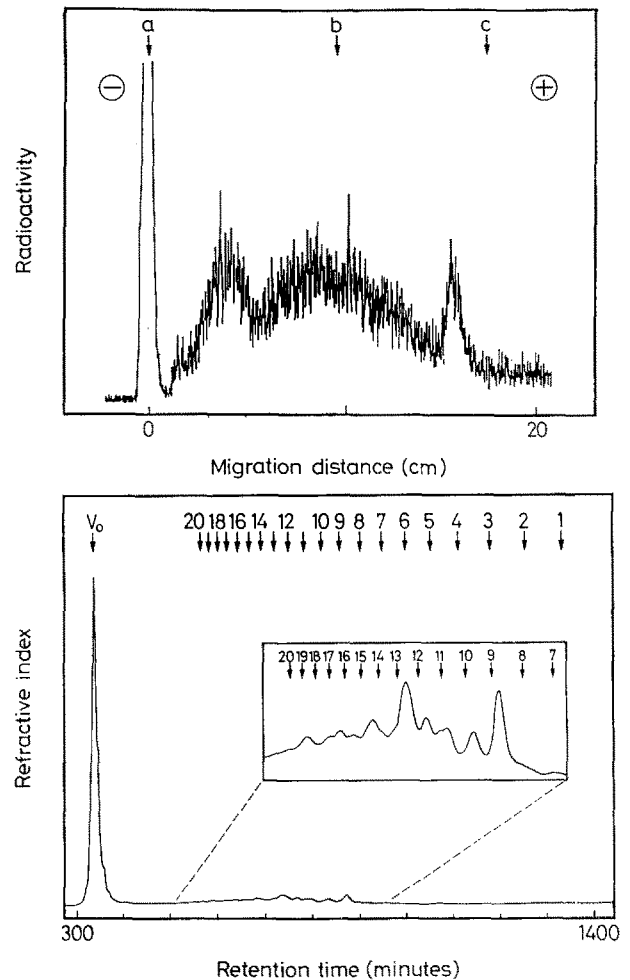 a b c
⊖ ⊕
Radioactivity
0 20
Migration distance (cm)
V₀ 20 18 16 14 12 10 9 8 7 6 5 4 3 2 1
20 19 18 17 16 15 14 13 12 11 10 9 8 7
Refractive index
300 1400
Retention time (minutes)